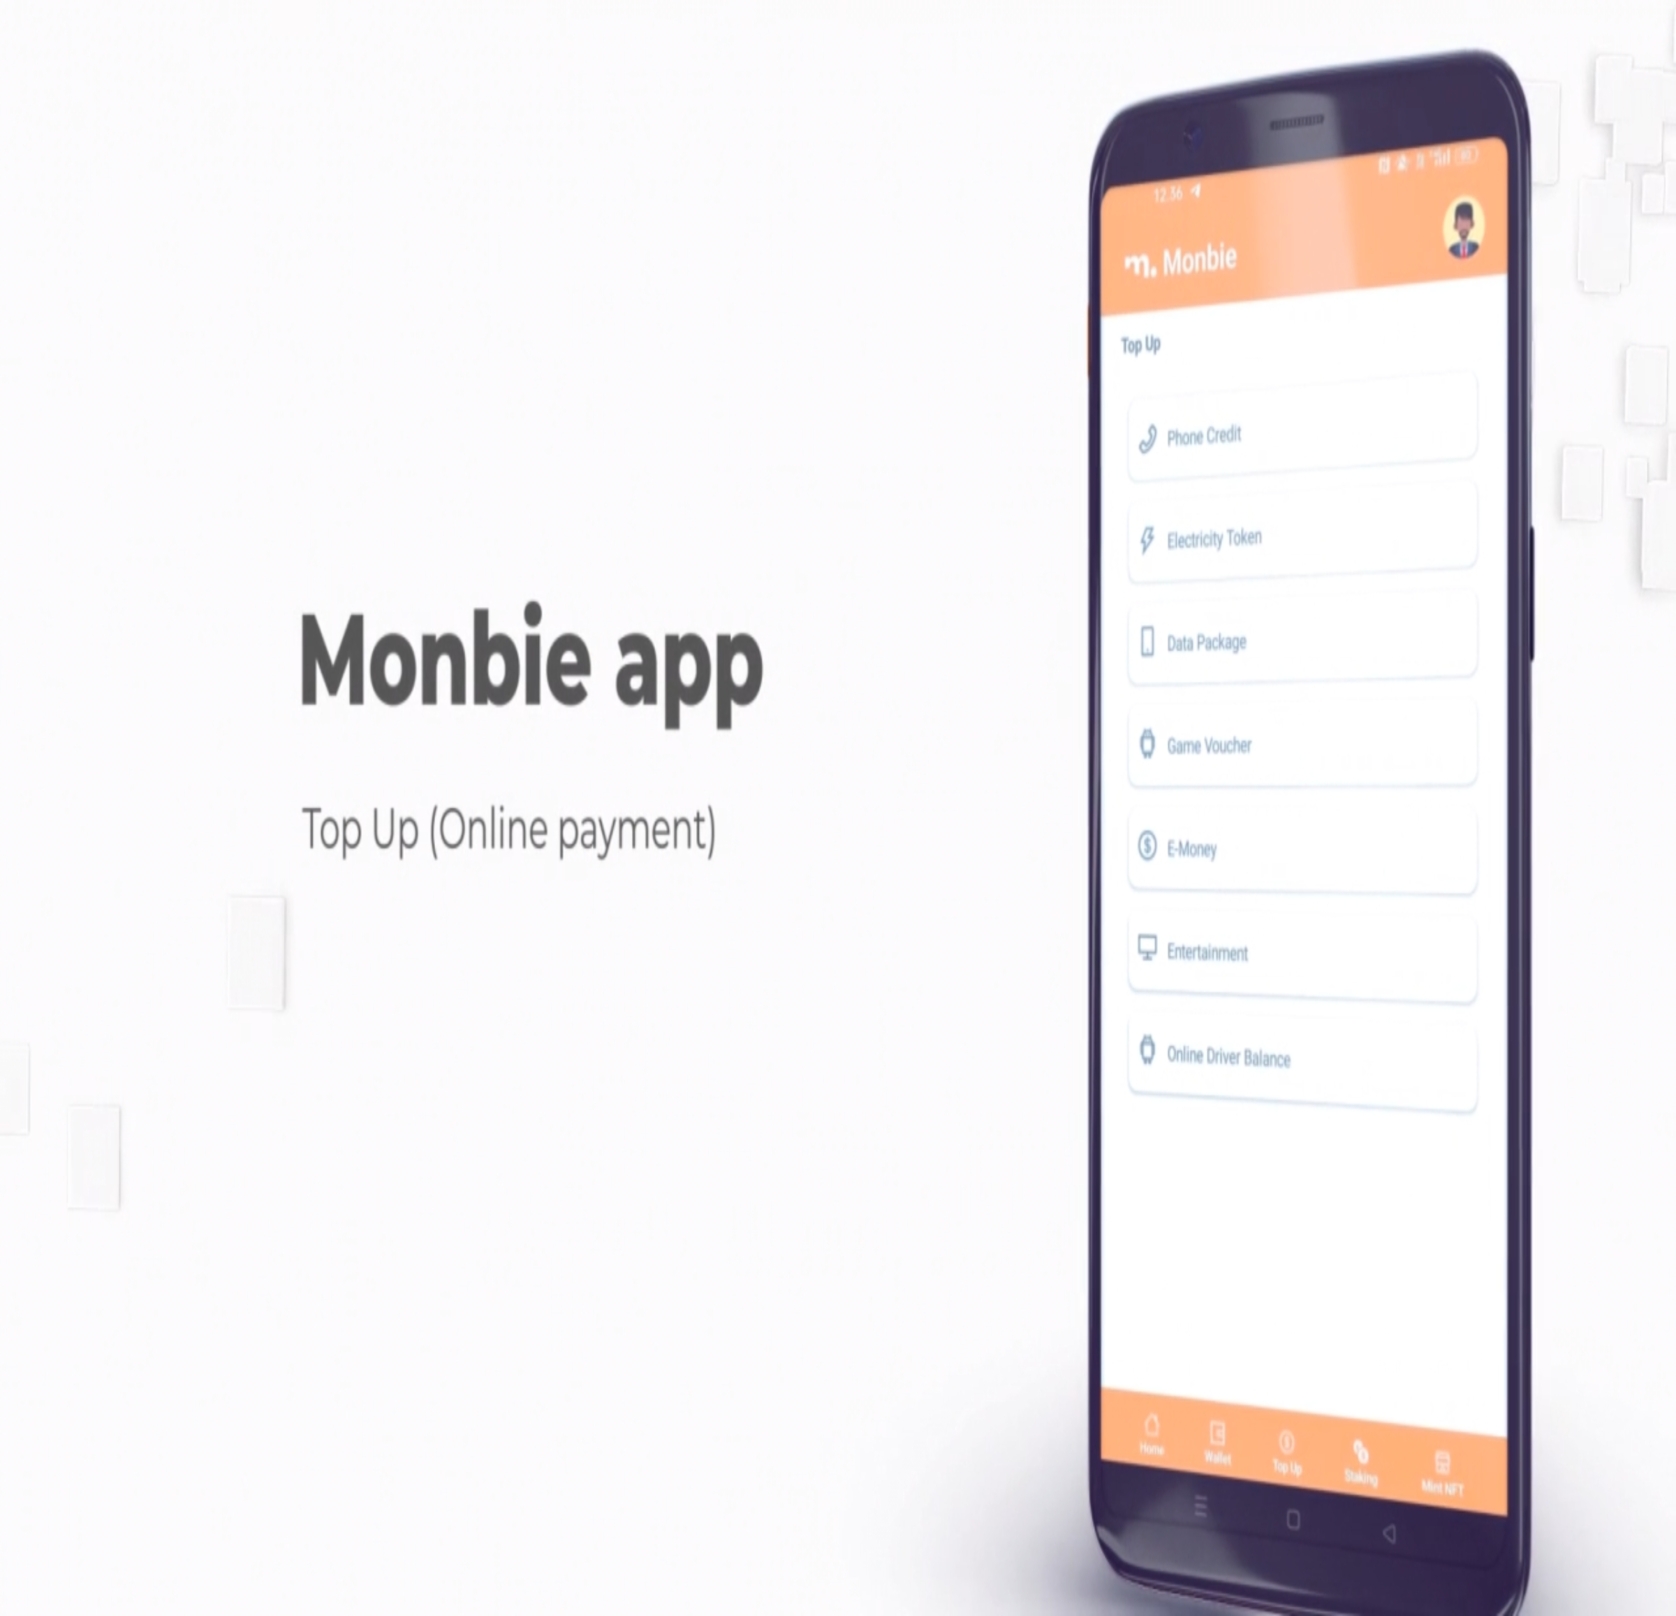 Monbie app
Top Up (Online payment)
12.36
m. Monbie
Top Up
Phone Credit
Electricity Token
Data Package
Game Voucher
E-Money
Entertainment
Online Driver Balance
Home
Wallet
Top Up
Staking
Mint NFT